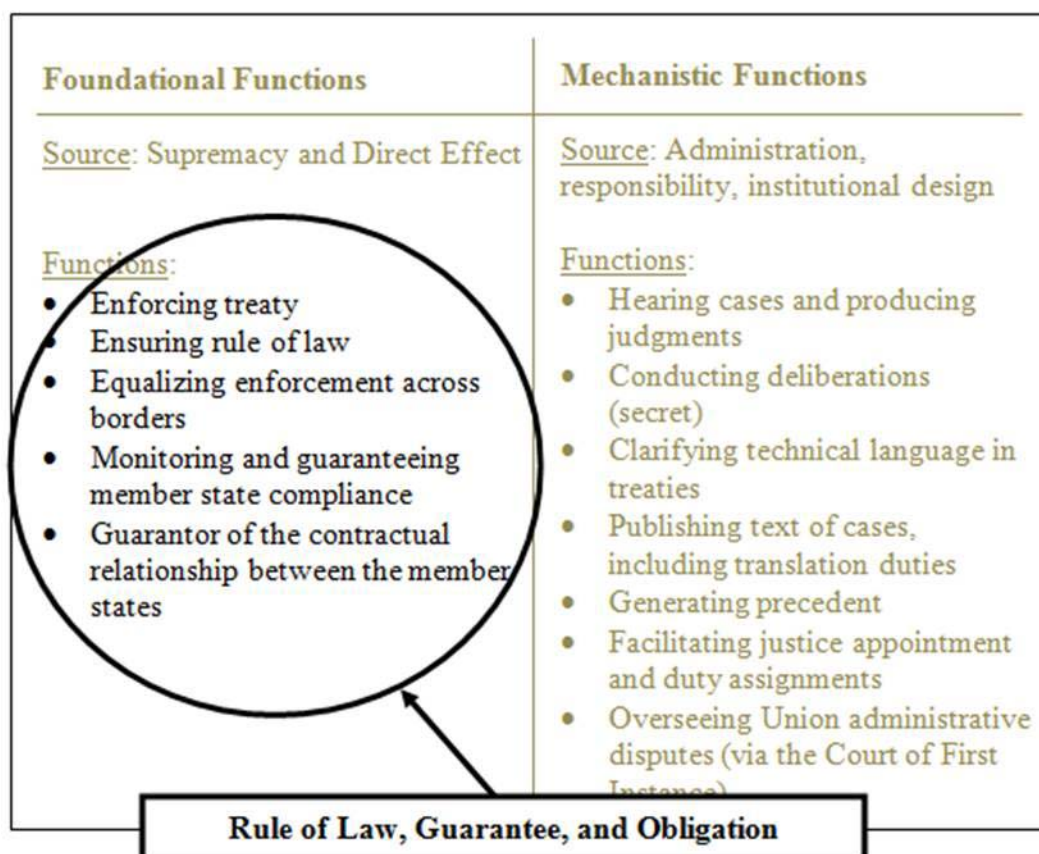 Foundational Functions
Source: Supremacy and Direct Effect
Functions:
• Enforcing treaty
• Ensuring rule of law
• Equalizing enforcement across
borders
• Monitoring and guaranteeing
member state compliance
• Guarantor of the contractual
relationship between the member
states
Mechanistic Functions
Source: Administration,
responsibility, institutional design
Functions:
• Hearing cases and producing
judgments
• Conducting deliberations
(secret)
• Clarifying technical language in
treaties
• Publishing text of cases,
including translation duties
• Generating precedent
• Facilitating justice appointment
and duty assignments
• Overseeing Union administrative
disputes (via the Court of First
Instance)
Rule of Law, Guarantee, and Obligation